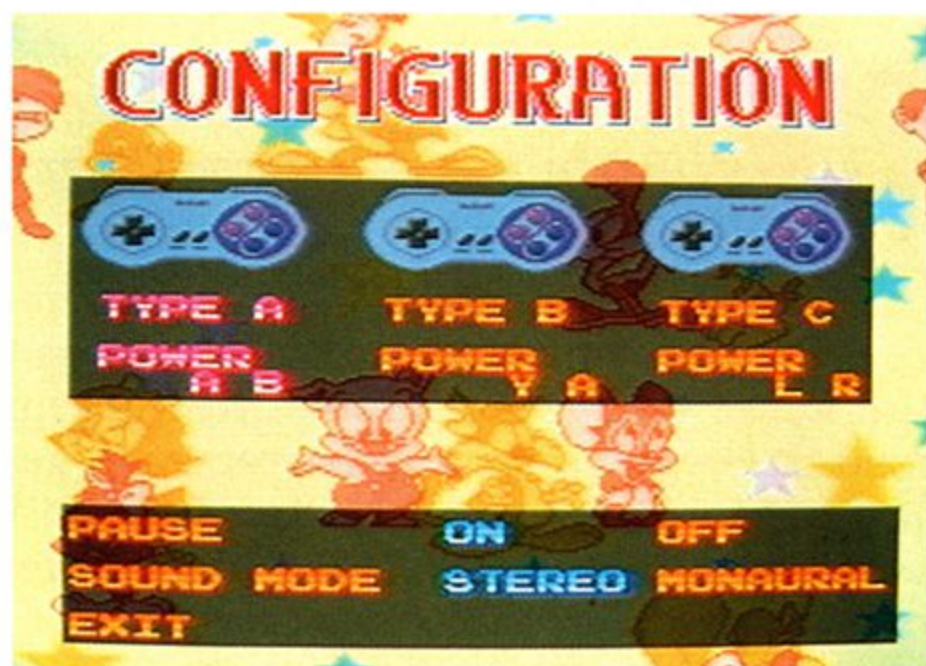 CONFIGURATION
TYPE A TYPE B TYPE C
POWER POWER POWER
A B Y A L R
PAUSE ON OFF
SOUND MODE STEREO MONAURAL
EXIT